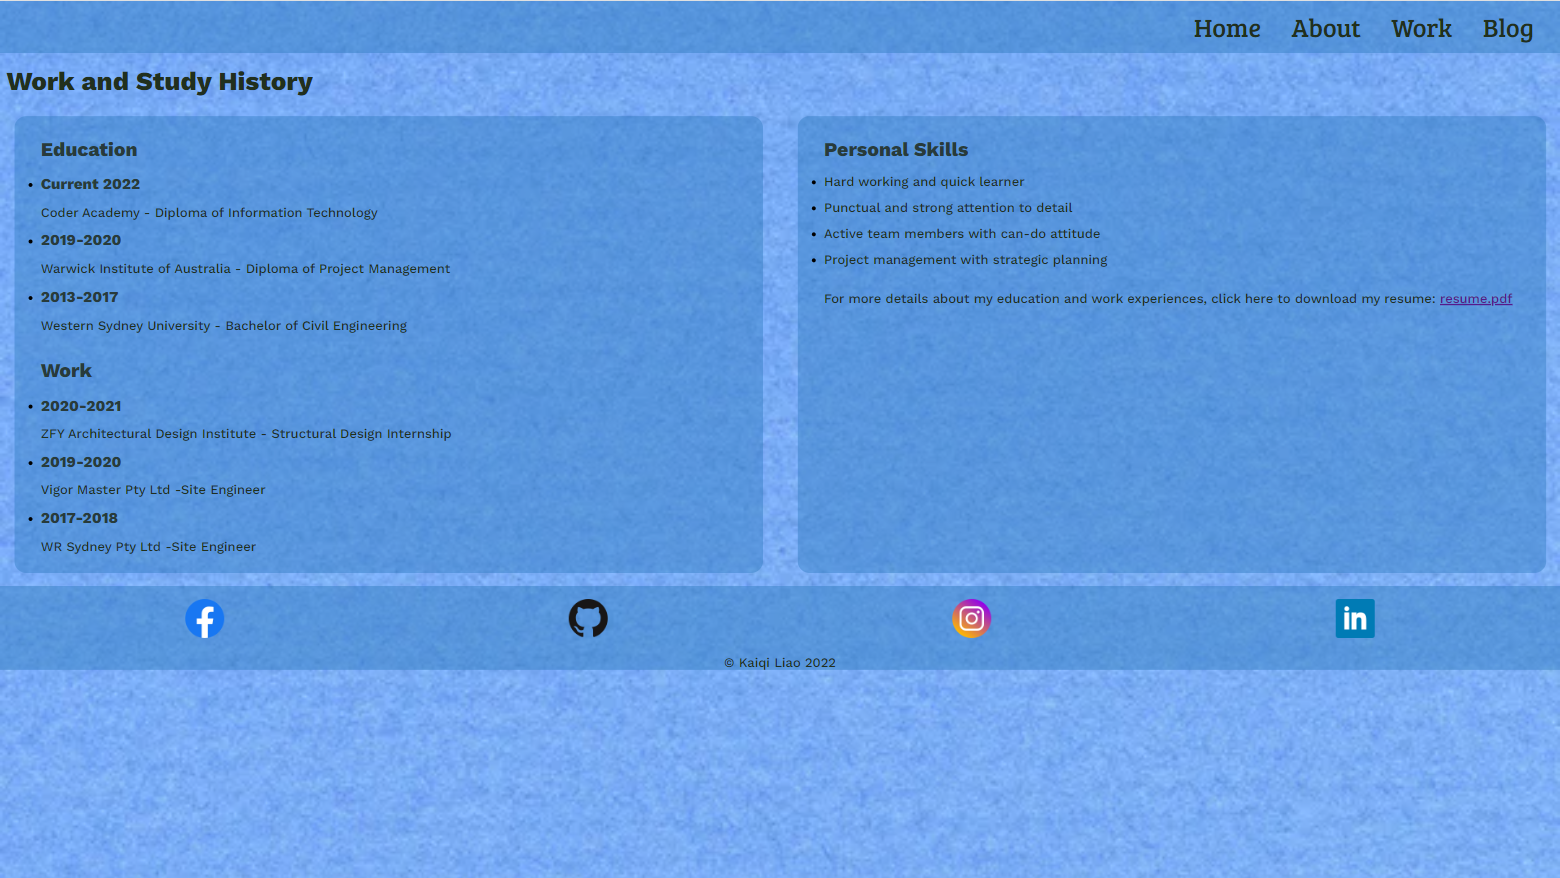 Home About Work Blog
Work and Study History
Education
Current 2022
Coder Academy - Diploma of Information Technology
2019-2020
Warwick Institute of Australia - Diploma of Project Management
2013-2017
Western Sydney University - Bachelor of Civil Engineering
Work
2020-2021
ZFY Architectural Design Institute - Structural Design Internship
2019-2020
Vigor Master Pty Ltd -Site Engineer
2017-2018
WR Sydney Pty Ltd -Site Engineer
Personal Skills
Hard working and quick learner
Punctual and strong attention to detail
Active team members with can-do attitude
Project management with strategic planning
For more details about my education and work experiences, click here to download my resume: resume.pdf
© Kaiqi Liao 2022